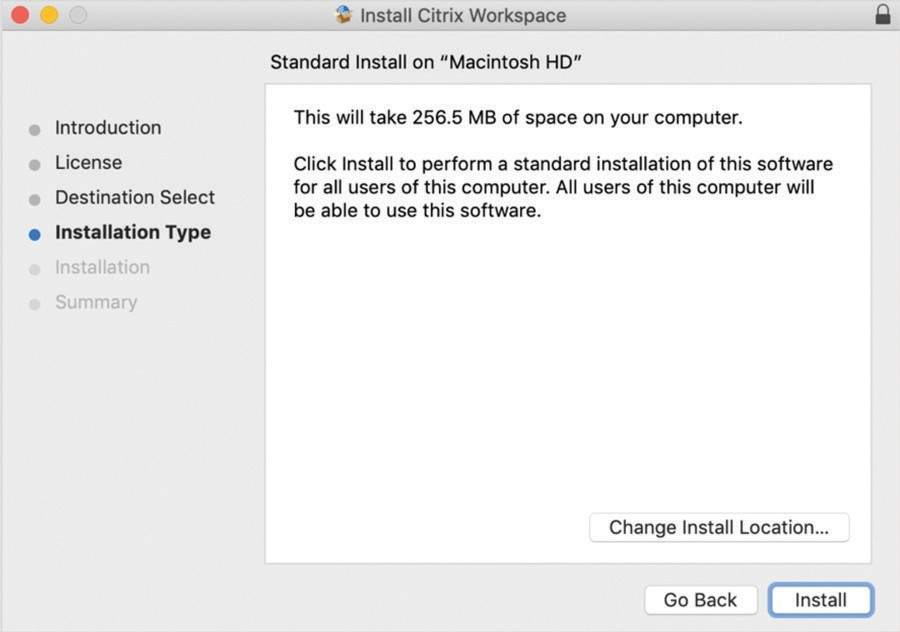 Install Citrix Workspace
Standard Install on “Macintosh HD”
Introduction
License
Destination Select
Installation Type
Installation
Summary
This will take 256.5 MB of space on your computer.
Click Install to perform a standard installation of this software
for all users of this computer. All users of this computer will
be able to use this software.
Change Install Location...
Go Back
Install